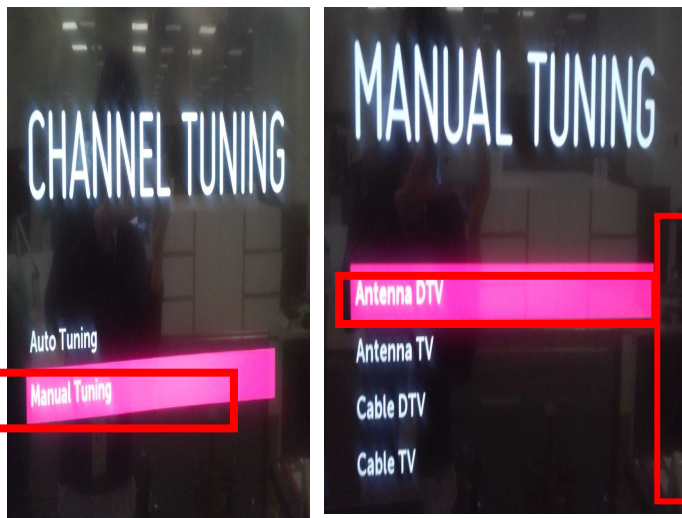 CHANNEL TUNING
Auto Tuning
Manual Tuning
MANUAL TUNING
Antenna DTV
Antenna TV
Cable DTV
Cable TV